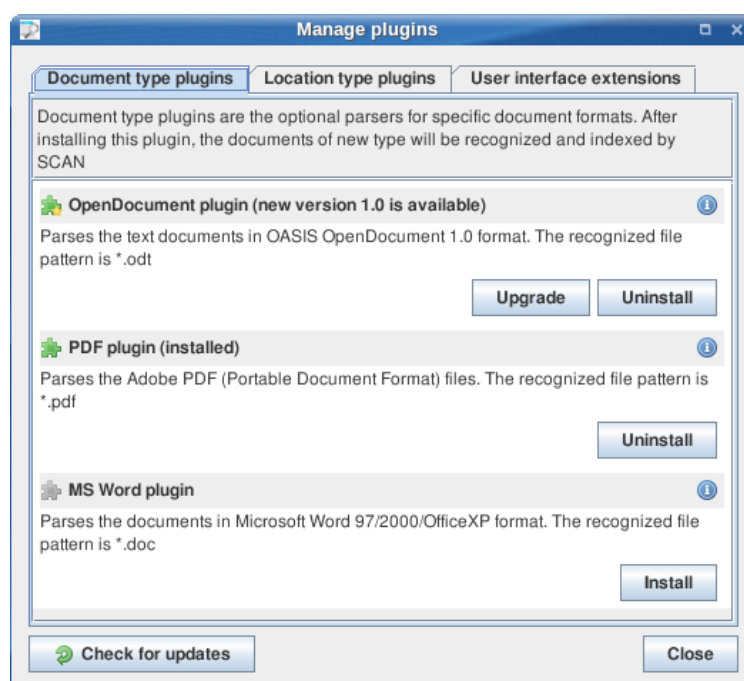 Manage plugins
Document type plugins
Location type plugins
User interface extensions
Document type plugins are the optional parsers for specific document formats. After
installing this plugin, the documents of new type will be recognized and indexed by
SCAN
OpenDocument plugin (new version 1.0 is available)
Parses the text documents in OASIS OpenDocument 1.0 format. The recognized file
pattern is *.odt
Upgrade
Uninstall
PDF plugin (installed)
Parses the Adobe PDF (Portable Document Format) files. The recognized file pattern is
*.pdf
Uninstall
MS Word plugin
Parses the documents in Microsoft Word 97/2000/OfficeXP format. The recognized file
pattern is *.doc
Install
Check for updates
Close